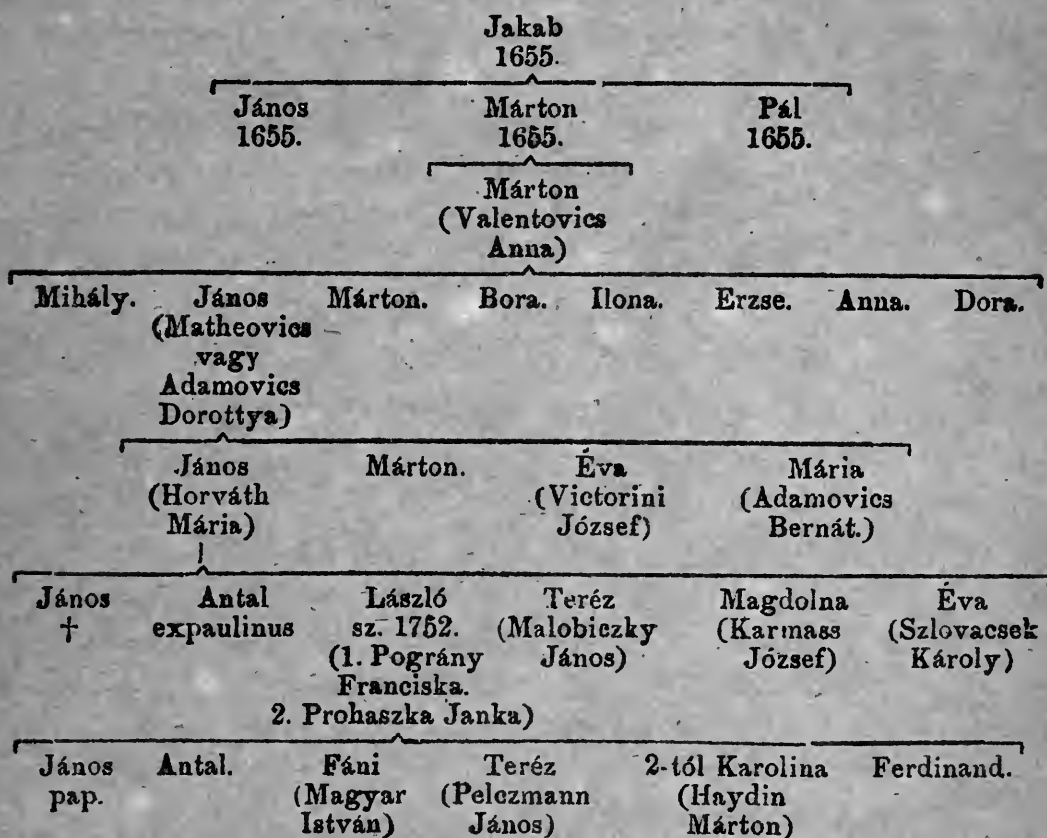 Jakab
1655.
János Márton Pál
1655. 1655. 1655.
Márton
(Valentovics
Anna)
Mihály. János Márton. Bora. Ilona. Erzse. Anna. Dora.
(Matheovics
vagy
Adamovics
Dorottya)
János Márton. Éva Mária
(Horváth (Victorini (Adamovics
Mária) József) Bernát.)
János Antal László Teréz Magdolna Éva
† expaulinus sz. 1752. (Malobiczky (Karmass (Szlovacsek
(1. Pográny János) József) Károly)
Franciska.
2. Prohaszka Janka)
János Antal. Fáni Teréz 2-tól Karolina Ferdinand.
pap. (Magyar (Pelczmann (Haydin
István) János) Márton)